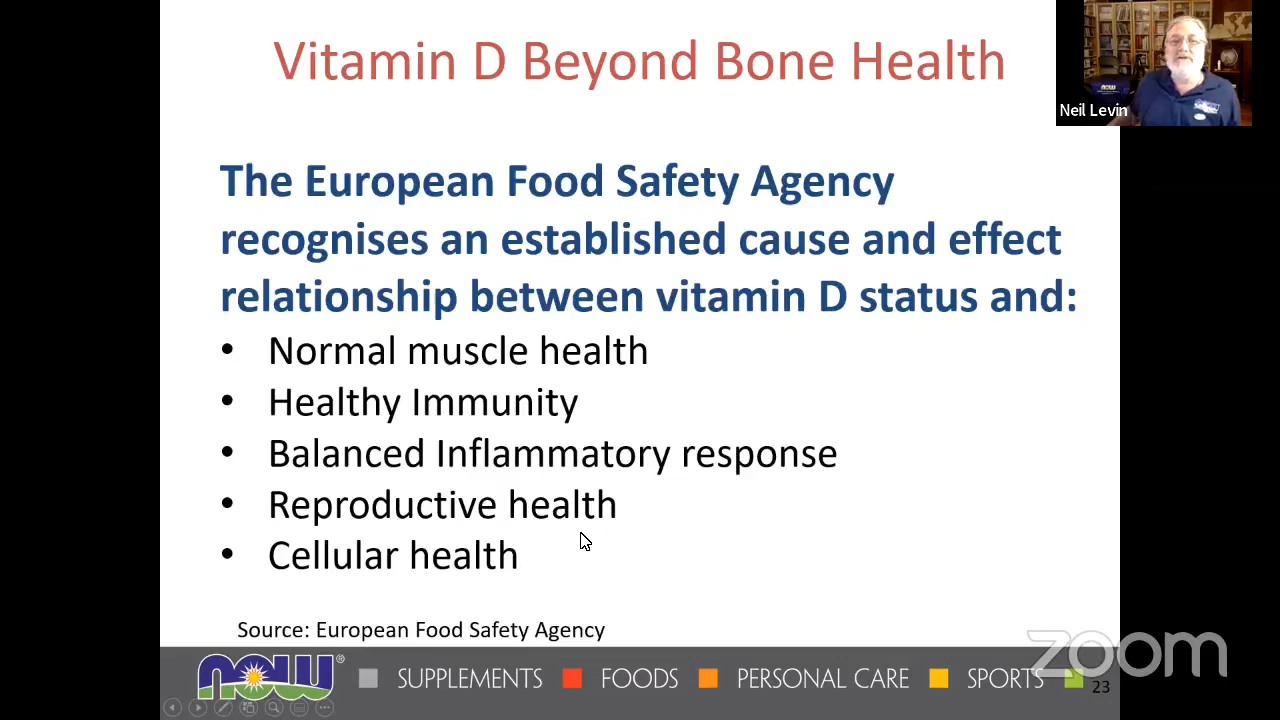 Vitamin D Beyond Bone Health
Neil Levin
The European Food Safety Agency
recognises an established cause and effect
relationship between vitamin D status and:
• Normal muscle health
• Healthy Immunity
• Balanced Inflammatory response
• Reproductive health
• Cellular health
Source: European Food Safety Agency
NOW® SUPPLEMENTS FOODS PERSONAL CARE SPORTS 23
zoom